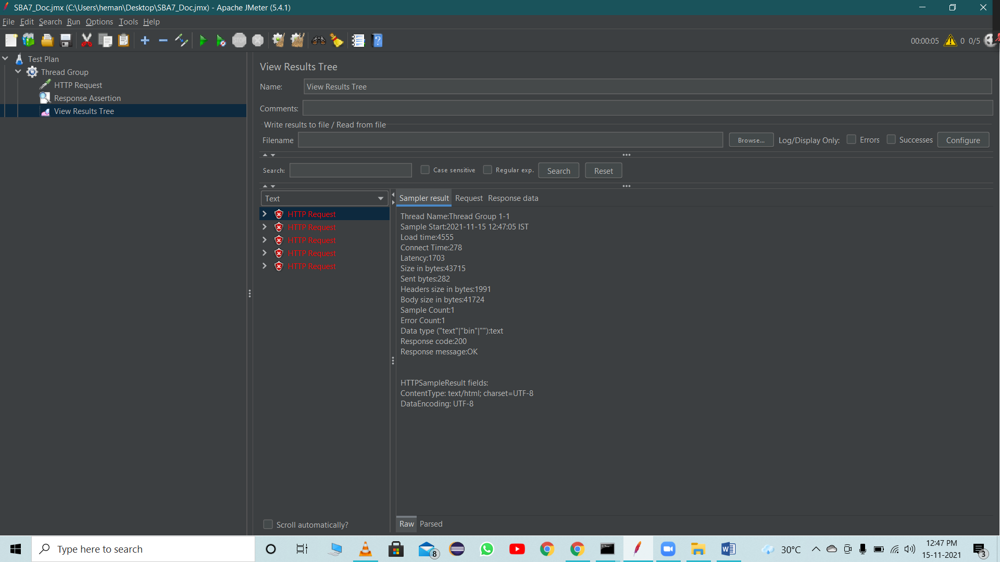 SBA7_Doc.jmx (C:\Users\heman\Desktop\SBA7_Doc.jmx) - Apache JMeter (5.4.1)
File Edit Search Run Options Tools Help
STOP
00:00:05 0 0/5
Test Plan
Thread Group
HTTP Request
Response Assertion
View Results Tree
View Results Tree
Name: View Results Tree
Comments:
Write results to file / Read from file
Filename Browse... Log/Display Only: Errors Successes Configure
Search: Case sensitive Regular exp. Search Reset
Text
HTTP Request
HTTP Request
HTTP Request
HTTP Request
HTTP Request
Scroll automatically?
Sampler result Request Response data
Thread Name:Thread Group 1-1
Sample Start:2021-11-15 12:47:05 IST
Load time:4555
Connect Time:278
Latency:1703
Size in bytes:43715
Sent bytes:282
Headers size in bytes:1991
Body size in bytes:41724
Sample Count:1
Error Count:1
Data type ("text"|"bin"|""):text
Response code:200
Response message:OK
HTTPSampleResult fields:
ContentType: text/html; charset=UTF-8
DataEncoding: UTF-8
Raw Parsed
Type here to search
8
30°C
12:47 PM
15-11-2021
3